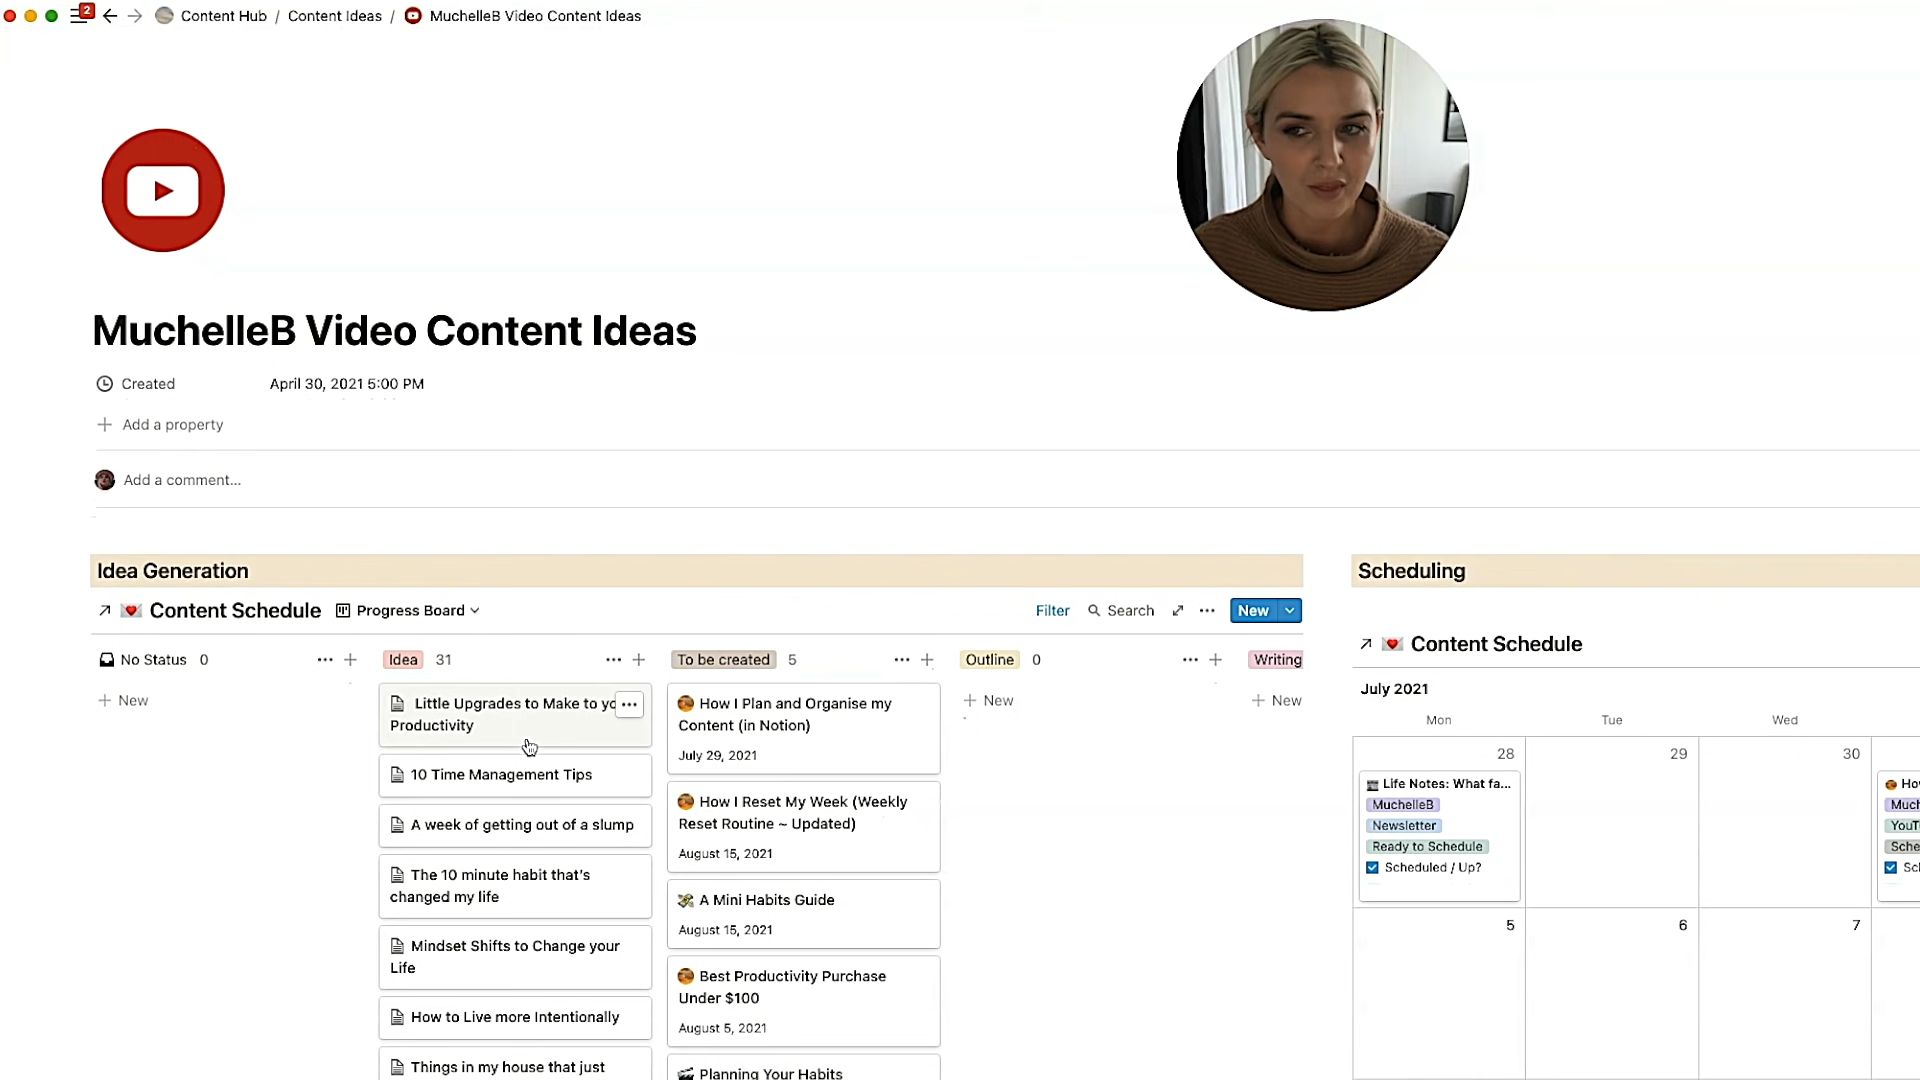 2
Content Hub / Content Ideas / MuchelleB Video Content Ideas
MuchelleB Video Content Ideas
Created April 30, 2021 5:00 PM
Add a property
Add a comment...
Idea Generation
Content Schedule Progress Board
Filter Search New
No Status 0
New
Idea 31
Little Upgrades to Make to yo
Productivity
10 Time Management Tips
A week of getting out of a slump
The 10 minute habit that's
changed my life
Mindset Shifts to Change your
Life
How to Live more Intentionally
Things in my house that just
To be created 5
How I Plan and Organise my
Content (in Notion)
July 29, 2021
How I Reset My Week (Weekly
Reset Routine ~ Updated)
August 15, 2021
A Mini Habits Guide
August 15, 2021
Best Productivity Purchase
Under $100
August 5, 2021
Planning Your Habits
Outline 0
New
Writing
New
Scheduling
Content Schedule
July 2021
Mon Tue Wed
28 29 30
Life Notes: What fa...
MuchelleB
Newsletter
Ready to Schedule
Scheduled / Up?
Ho
Much
YouT
Sche
Sc
5 6 7